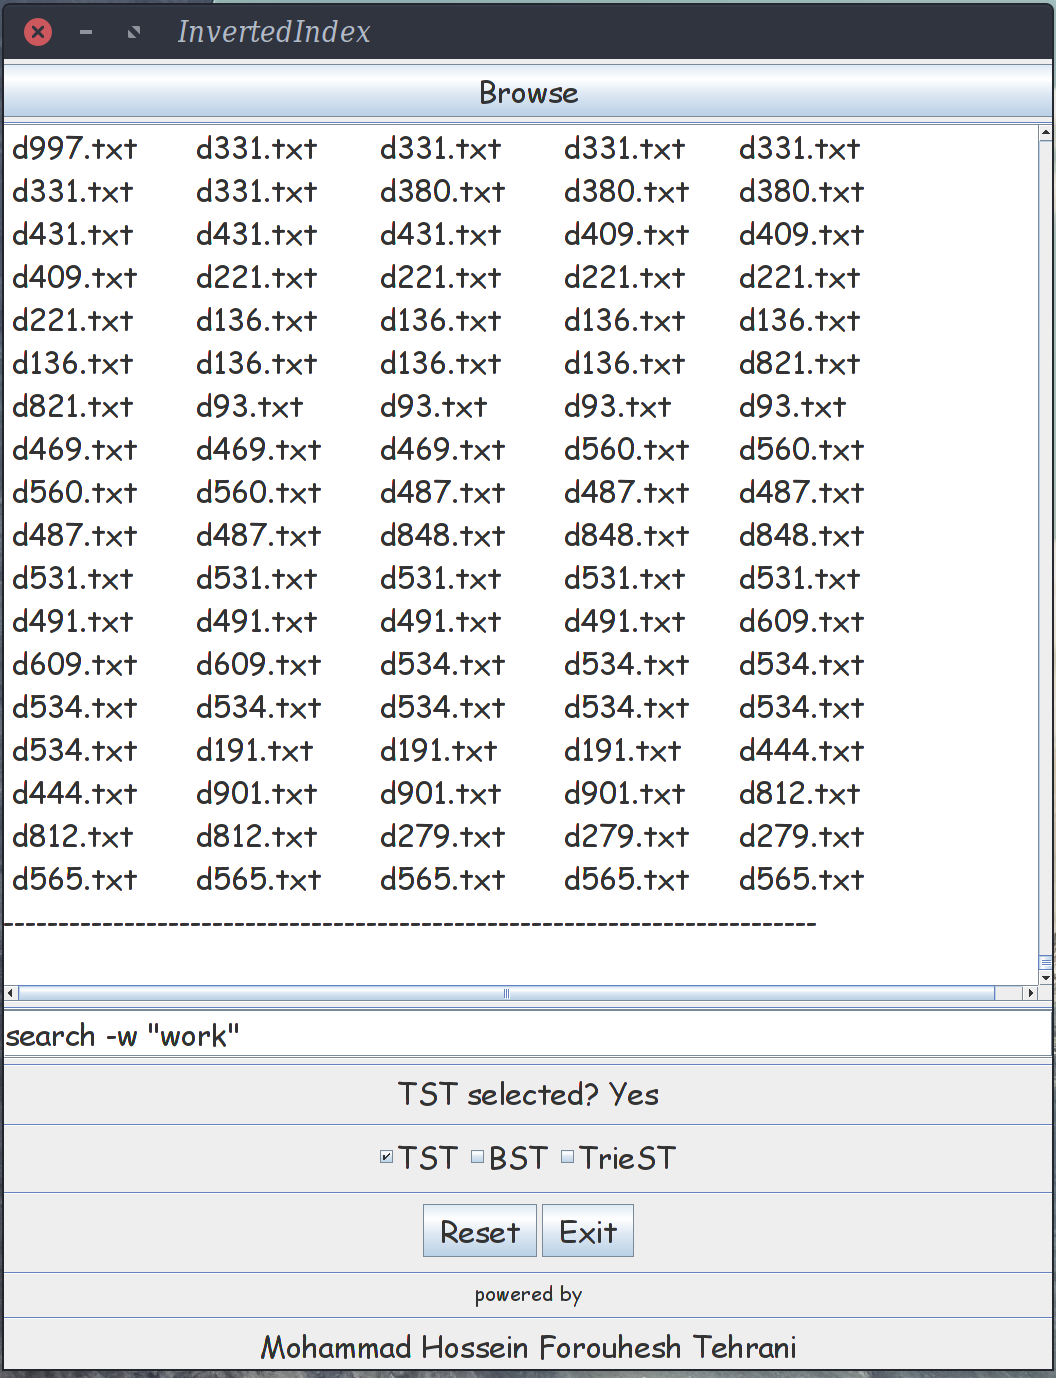 InvertedIndex
Browse
d997.txt d331.txt d331.txt d331.txt d331.txt
d331.txt d331.txt d380.txt d380.txt d380.txt
d431.txt d431.txt d431.txt d409.txt d409.txt
d409.txt d221.txt d221.txt d221.txt d221.txt
d221.txt d136.txt d136.txt d136.txt d136.txt
d136.txt d136.txt d136.txt d136.txt d821.txt
d821.txt d93.txt d93.txt d93.txt d93.txt
d469.txt d469.txt d469.txt d560.txt d560.txt
d560.txt d560.txt d487.txt d487.txt d487.txt
d487.txt d487.txt d848.txt d848.txt d848.txt
d531.txt d531.txt d531.txt d531.txt d531.txt
d491.txt d491.txt d491.txt d491.txt d609.txt
d609.txt d609.txt d534.txt d534.txt d534.txt
d534.txt d534.txt d534.txt d534.txt d534.txt
d534.txt d191.txt d191.txt d191.txt d444.txt
d444.txt d901.txt d901.txt d901.txt d812.txt
d812.txt d812.txt d279.txt d279.txt d279.txt
d565.txt d565.txt d565.txt d565.txt d565.txt
--------------------------------------------------------------------------
search -w "work"
TST selected? Yes
TST BST TrieST
Reset Exit
powered by
Mohammad Hossein Forouhesh Tehrani